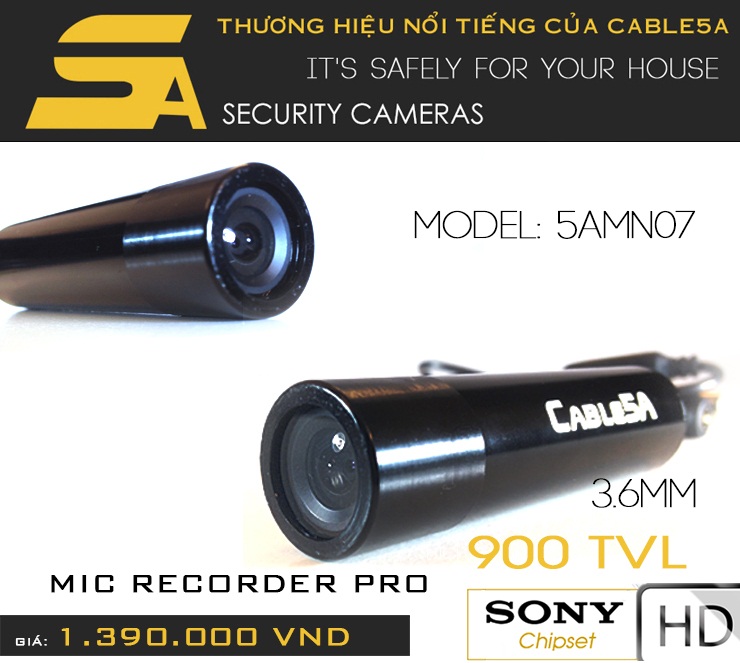 5A
THƯƠNG HIỆU NỔI TIẾNG CỦA CABLE5A
IT'S SAFELY FOR YOUR HOUSE
SECURITY CAMERAS
MODEL: 5AMN07
CABLE5A
3.6MM
900 TVL
MIC RECORDER PRO
SONY
Chipset
HD
GIÁ: 1.390.000 VND